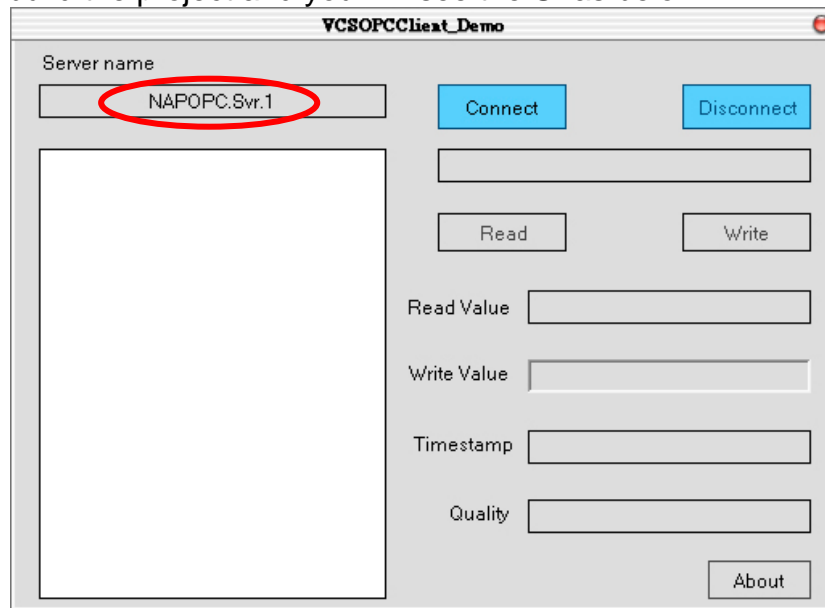 VCSOPCClient_Demo
Server name
NAPOPC.Svr.1
Connect
Disconnect
Read
Write
Read Value
Write Value
Timestamp
Quality
About